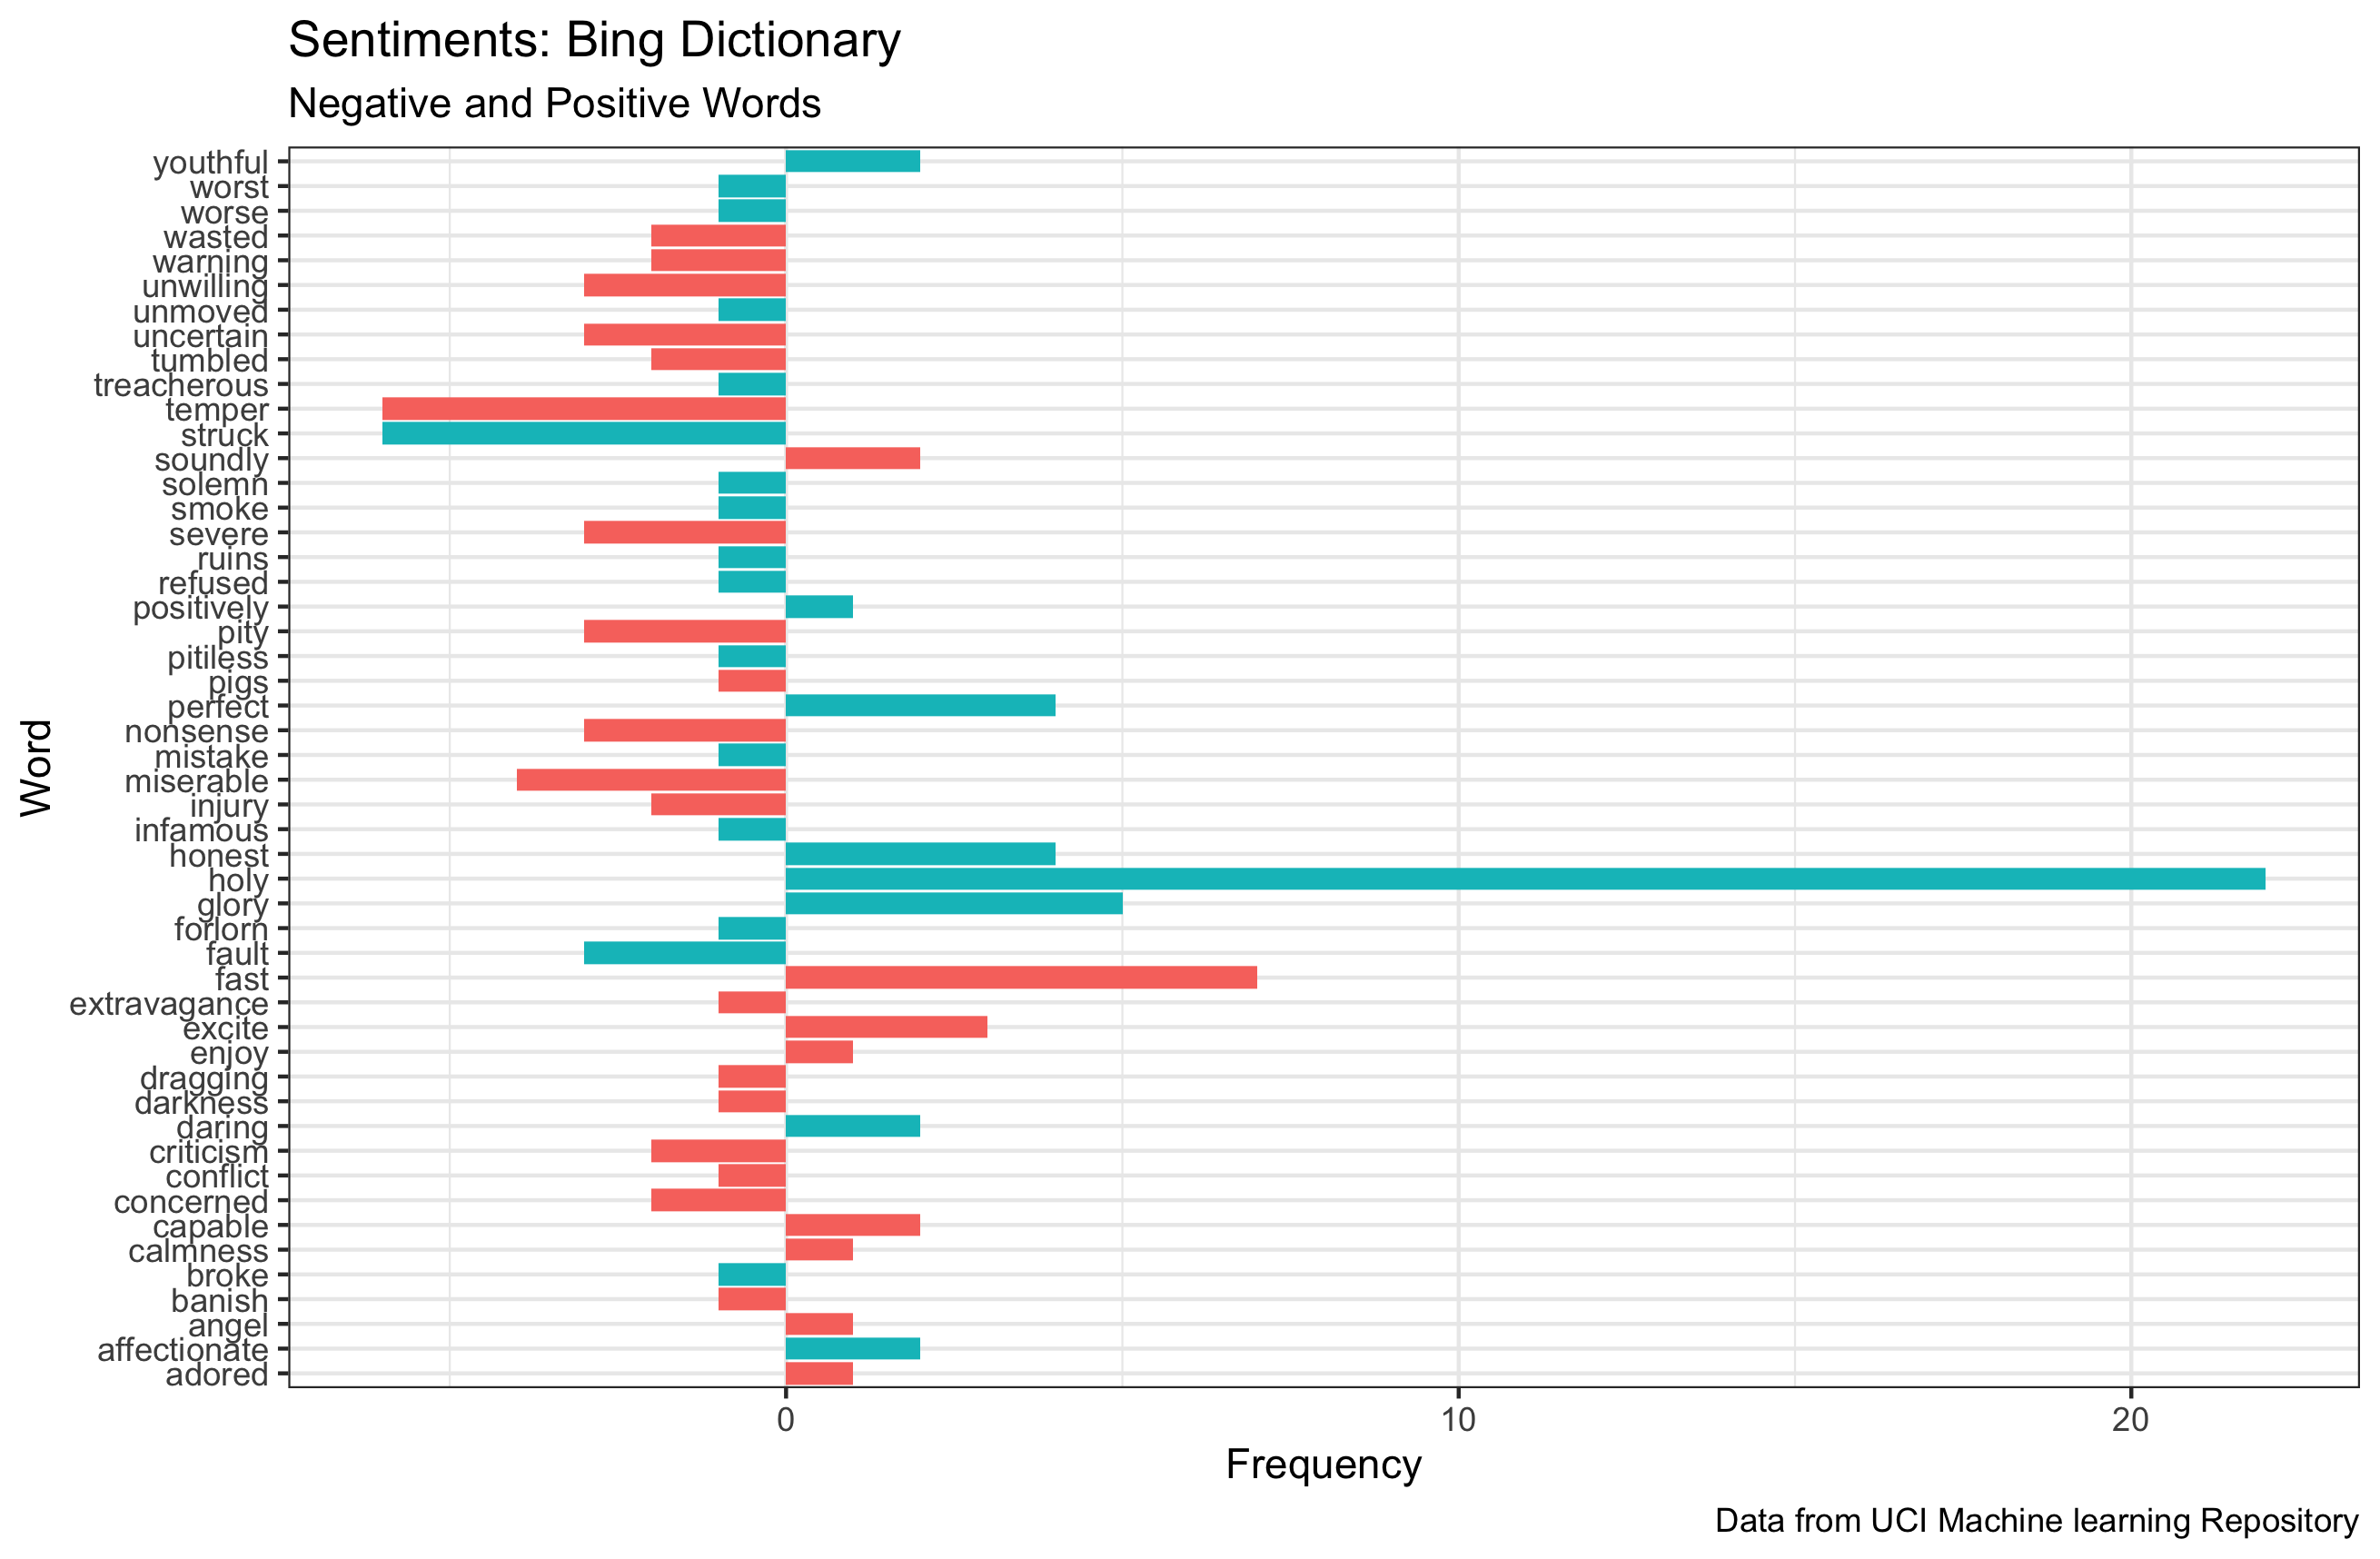 Sentiments: Bing Dictionary
Negative and Positive Words
youthful
worst
worse
wasted
warning
unwilling
unmoved
uncertain
tumbled
treacherous
temper
struck
soundly
solemn
smoke
severe
ruins
refused
positively
pity
pitiless
pigs
perfect
nonsense
mistake
miserable
injury
infamous
honest
holy
glory
forlorn
fault
fast
extravagance
excite
enjoy
dragging
darkness
daring
criticism
conflict
concerned
capable
calmness
broke
banish
angel
affectionate
adored
Word
0 10 20
Frequency
Data from UCI Machine learning Repository